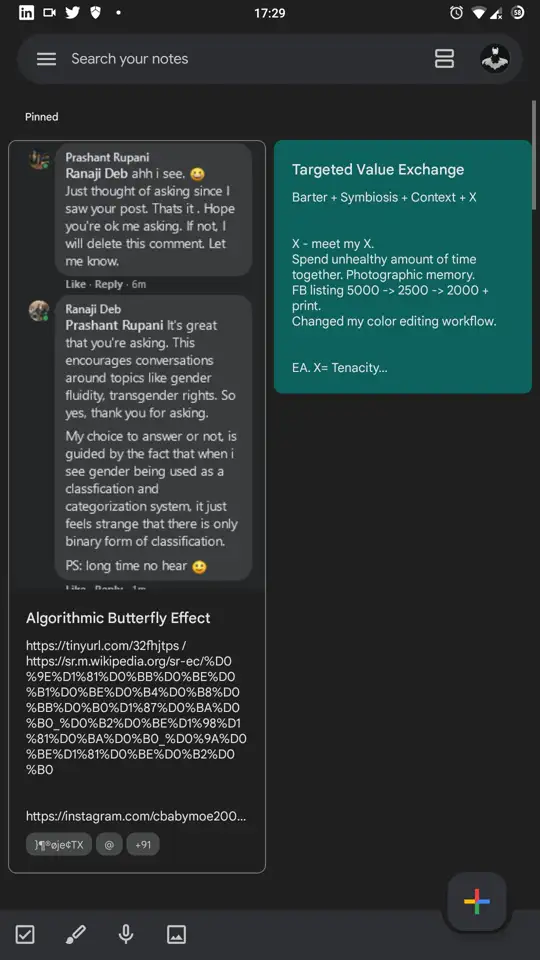 17:29
58
Search your notes
Pinned
Prashant Rupani
Ranaji Deb ahh i see. 😀
Just thought of asking since I
saw your post. Thats it . Hope
you're ok me asking. If not, I
will delete this comment. Let
me know.
Like · Reply · 6m
Ranaji Deb
Prashant Rupani It's great
that you're asking. This
encourages conversations
around topics like gender
fluidity, transgender rights. So
yes, thank you for asking.
My choice to answer or not, is
guided by the fact that when i
see gender being used as a
classfication and
categorization system, it just
feels strange that there is only
binary form of classification.
PS: long time no hear 🙂
Like · Reply · 1m
Algorithmic Butterfly Effect
https://tinyurl.com/32fhjtps /
https://sr.m.wikipedia.org/sr-ec/%D0
%9E%D1%81%D0%BB%D0%BE%D0
%B1%D0%BE%D0%B4%D0%B8%D0
%BB%D0%B0%D1%87%D0%BA%D0
%B0_%D0%B2%D0%BE%D1%98%D1
%81%D0%BA%D0%B0_%D0%9A%D0
%BE%D1%81%D0%BE%D0%B2%D0
%B0
https://instagram.com/cbabymoe200...
}¶®øje¢TX
@
+91
Targeted Value Exchange
Barter + Symbiosis + Context + X
X - meet my X.
Spend unhealthy amount of time
together. Photographic memory.
FB listing 5000 -> 2500 -> 2000 +
print.
Changed my color editing workflow.
EA. X= Tenacity...